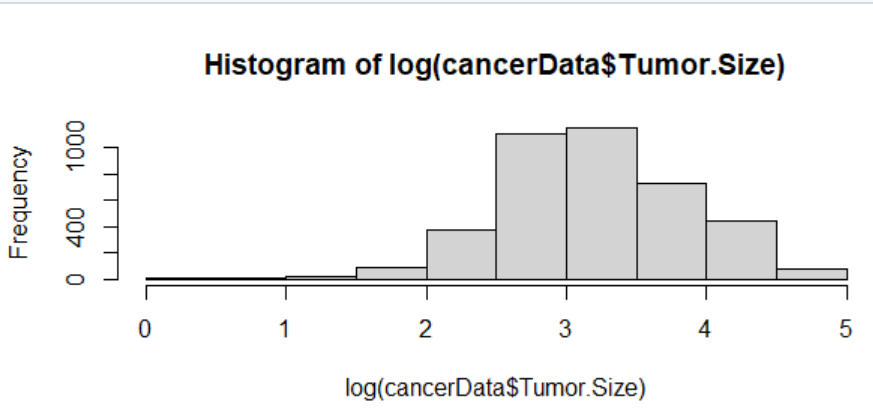 Histogram of log(cancerData$Tumor.Size)
Frequency
1000
400
0
0 1 2 3 4 5
log(cancerData$Tumor.Size)